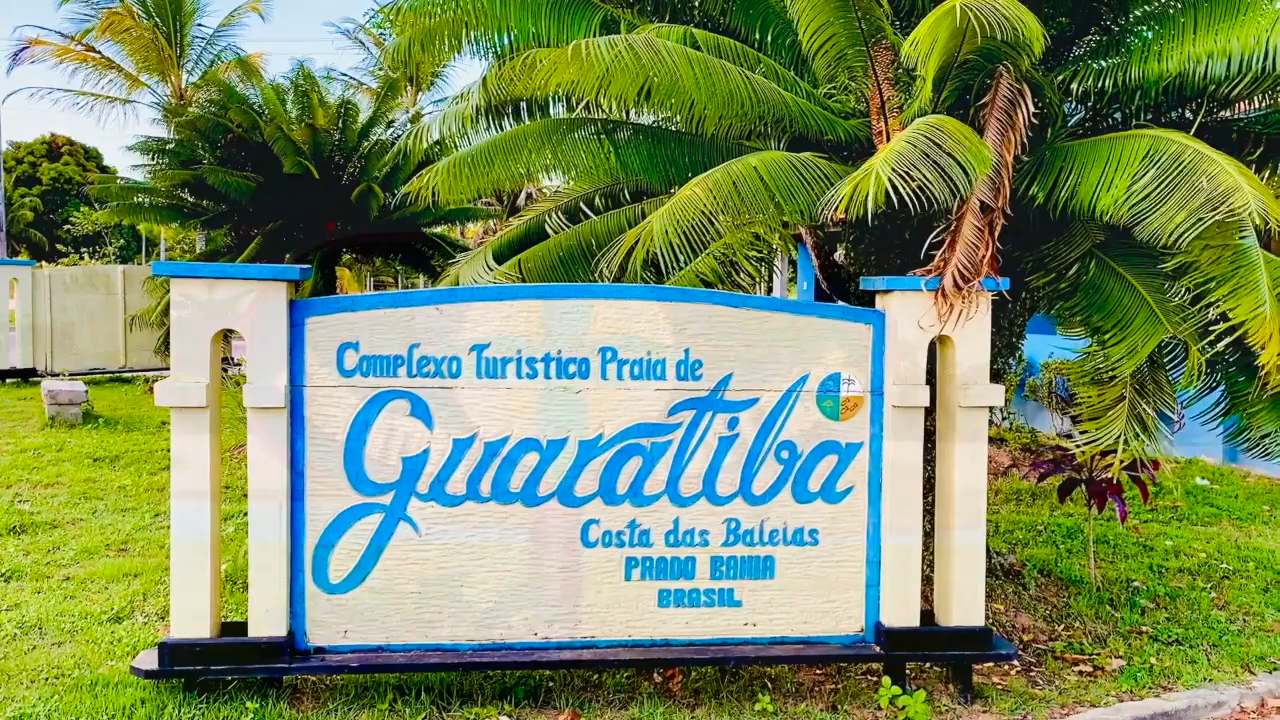 Complexo Turistico Praia de
Guaratiba
Costa das Baleias
PRADO BAHIA
BRASIL